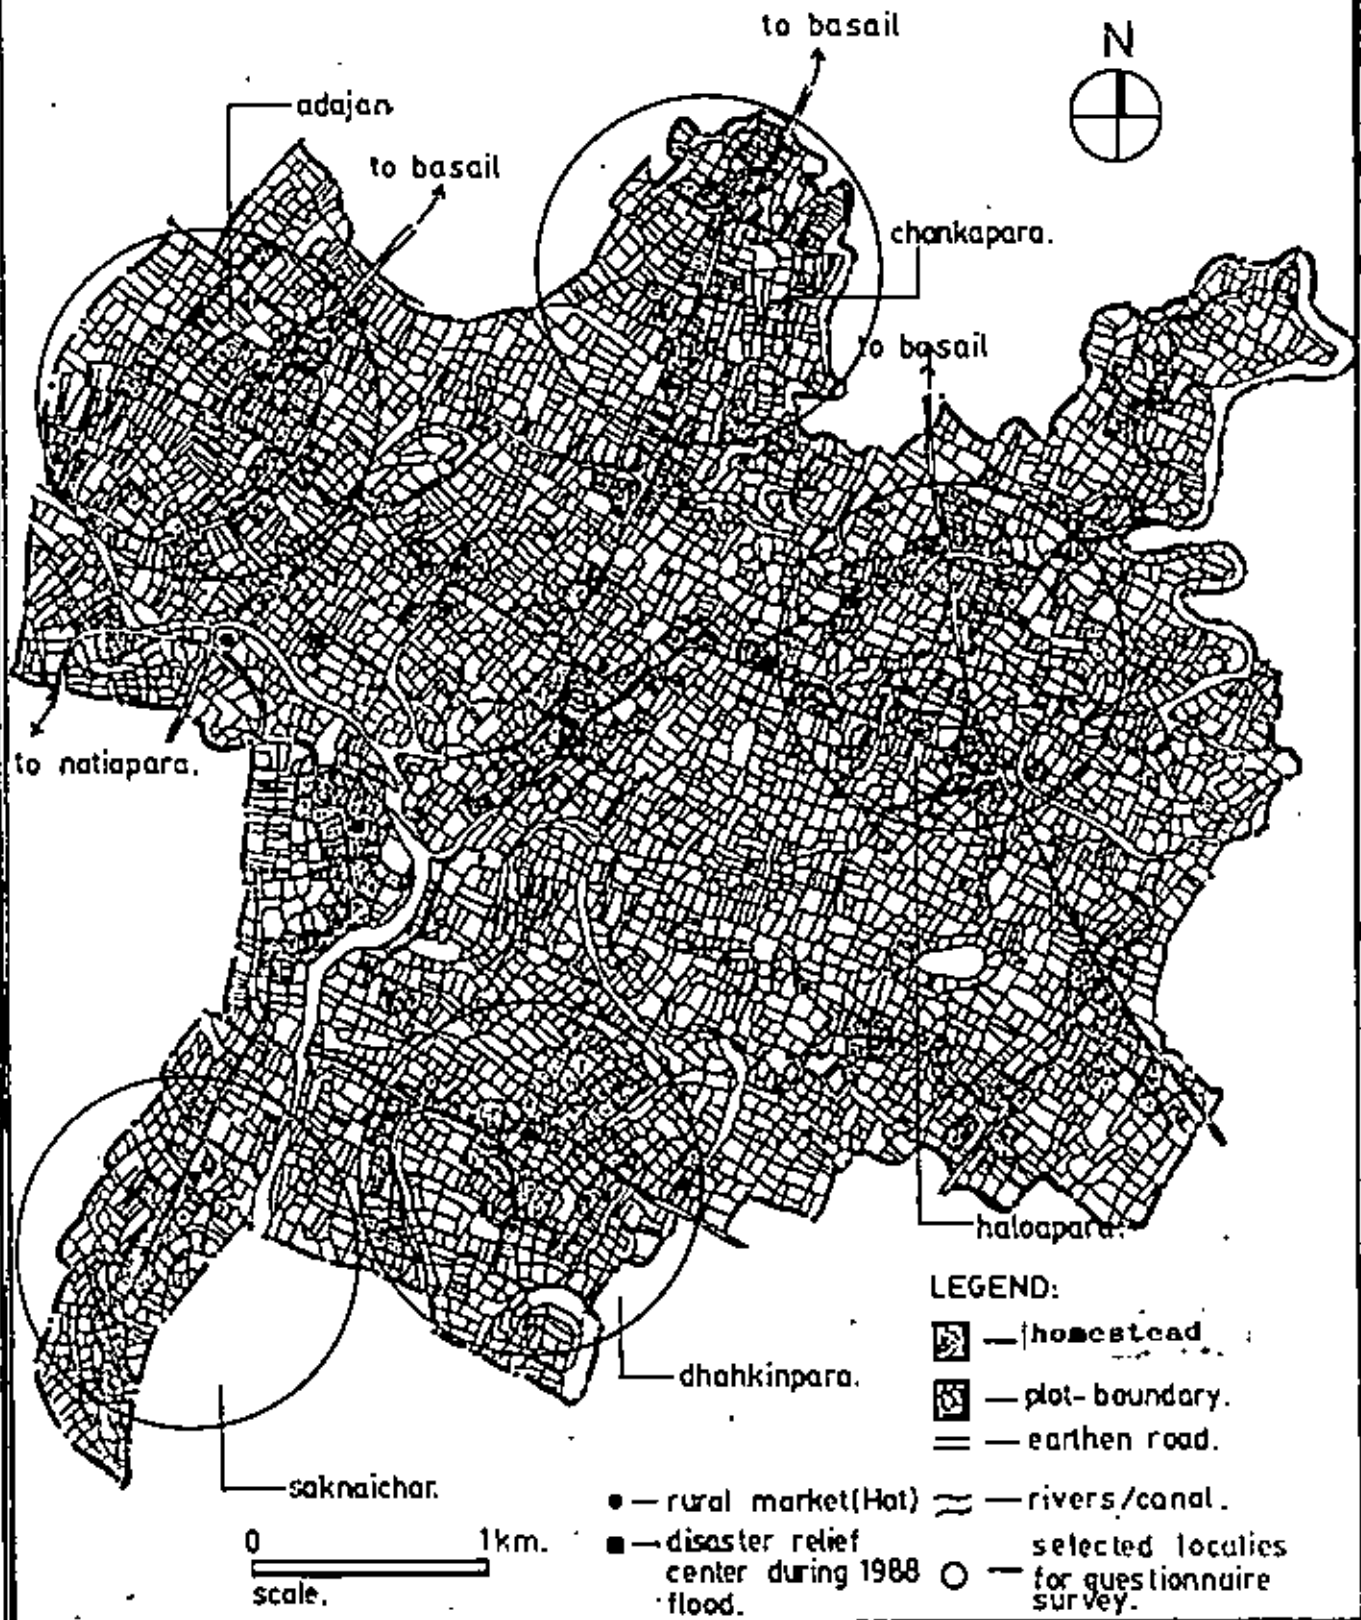 to basail
N
adajan
to basail
chankapara.
to basail
to natiapara.
haloapara.
LEGEND:
— homestead
dhahkinpara.
— plot-boundary.
— earthen road.
saknaichar.
— rural market(Hat)
— rivers/canal.
0 1km.
scale.
— disaster relief
center during 1988
flood.
— selected localies
for questionnaire
survey.